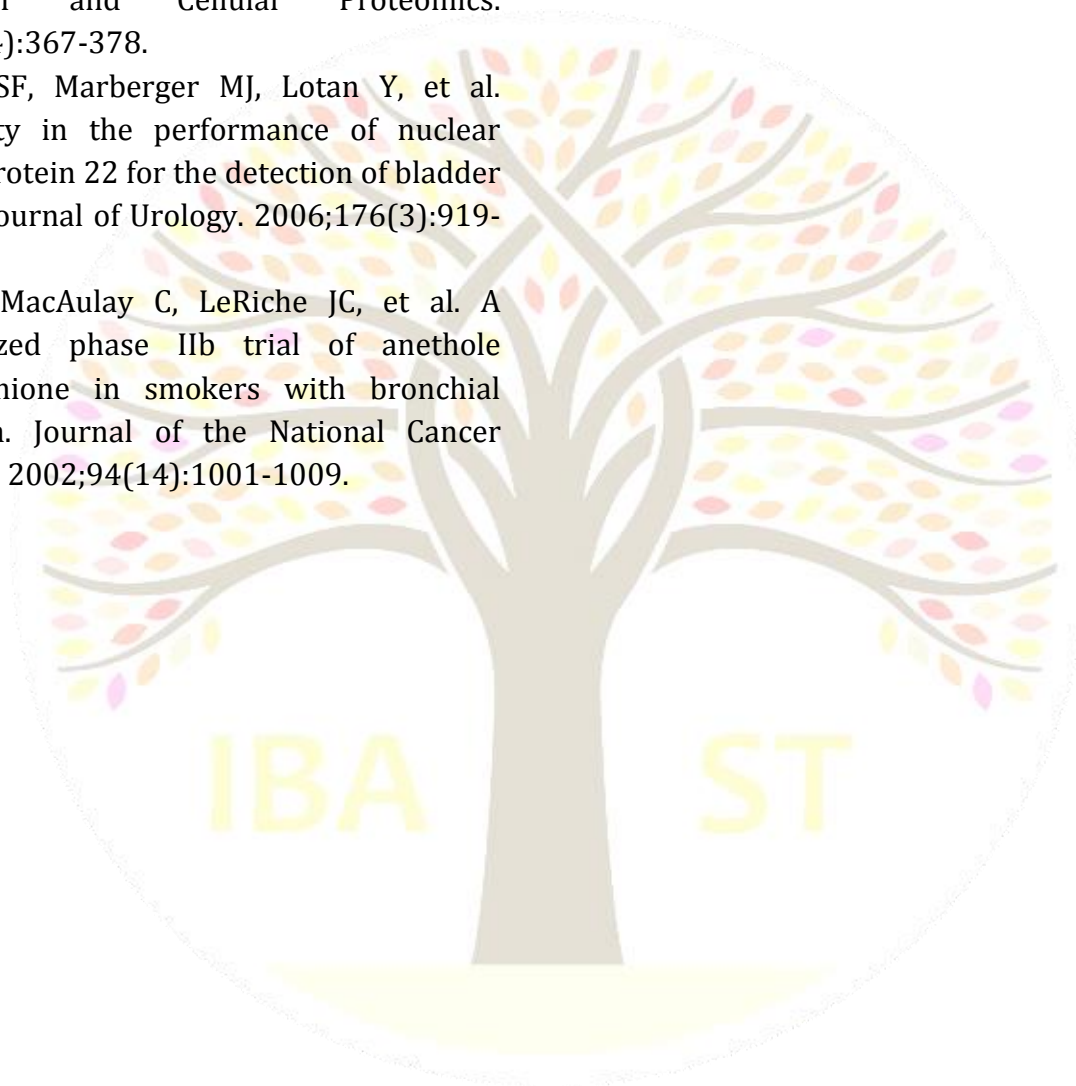 and Cellular Proteomics.
):367-378.
SF, Marberger MJ, Lotan Y, et al.
ty in the performance of nuclear
rotein 22 for the detection of bladder
ournal of Urology. 2006;176(3):919-
MacAulay C, LeRiche JC, et al. A
zed phase IIb trial of anethole
hione in smokers with bronchial
. Journal of the National Cancer
2002;94(14):1001-1009.
IBA ST